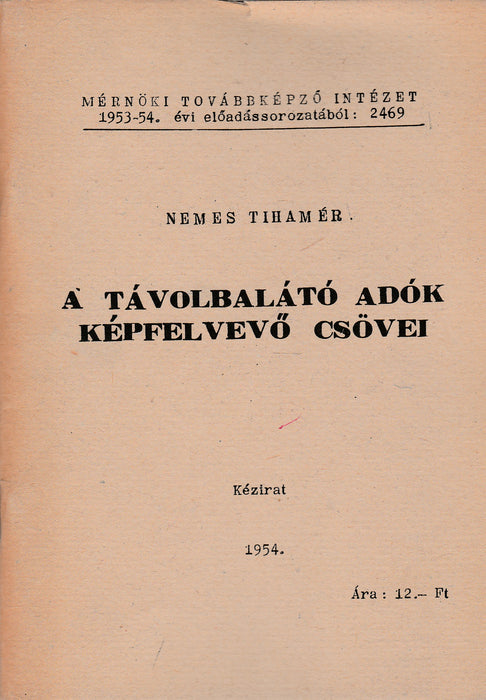 MÉRNÖKI TOVÁBBKÉPZŐ INTÉZET
1953-54. évi előadássorozatából: 2469
NEMES TIHAMÉR.
A TÁVOLBALÁTÓ ADÓK
KÉPFELVEVŐ CSÖVEI
Kézirat
1954.
Ára: 12.- Ft